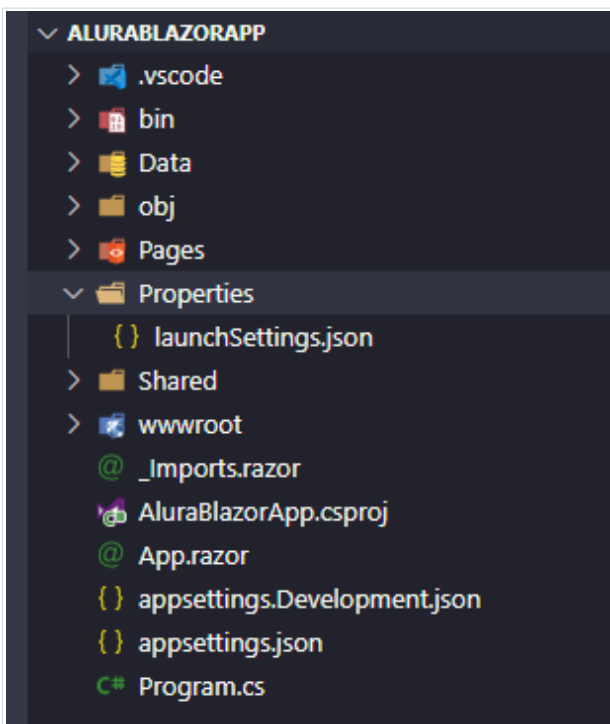 ALURABLAZORAPP
.vscode
bin
Data
obj
Pages
Properties
{ } launchSettings.json
Shared
wwwroot
@ _Imports.razor
AluraBlazorApp.csproj
@ App.razor
{ } appsettings.Development.json
{ } appsettings.json
C# Program.cs